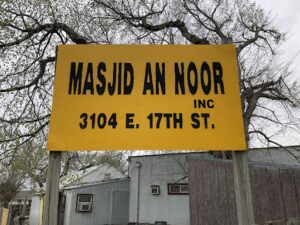 MASJID AN NOOR
INC
3104 E. 17TH ST.